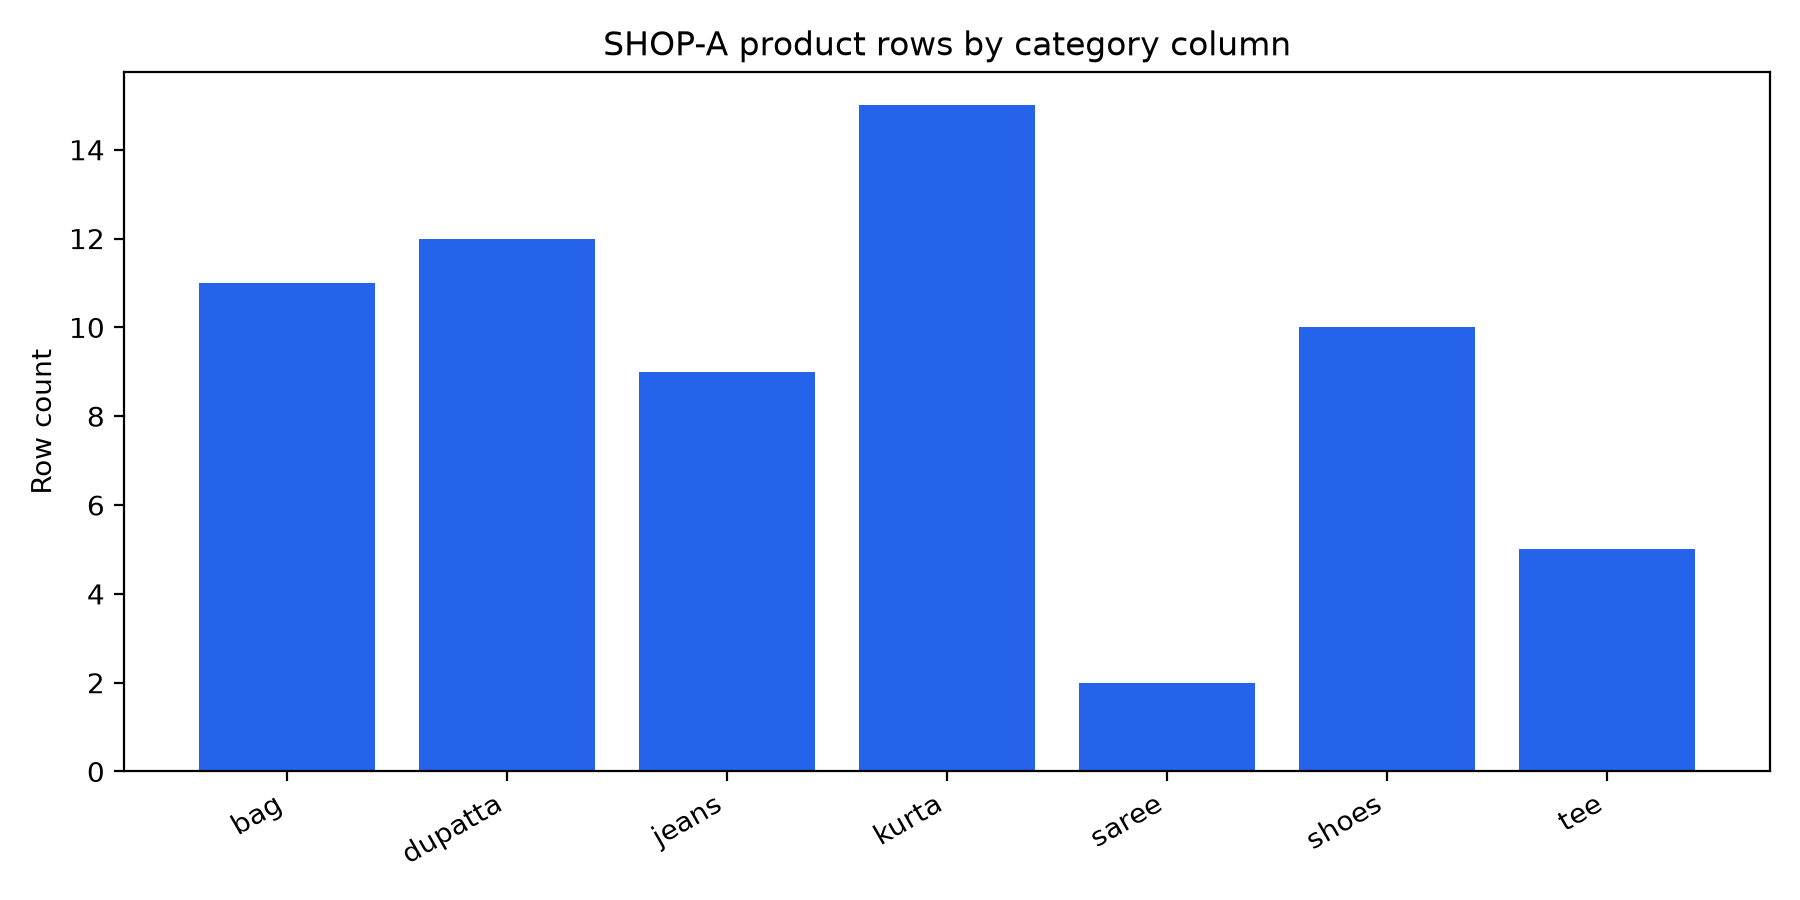 SHOP-A product rows by category column
Row count
14
12
10
8
6
4
2
0
bag
dupatta
jeans
kurta
saree
shoes
tee